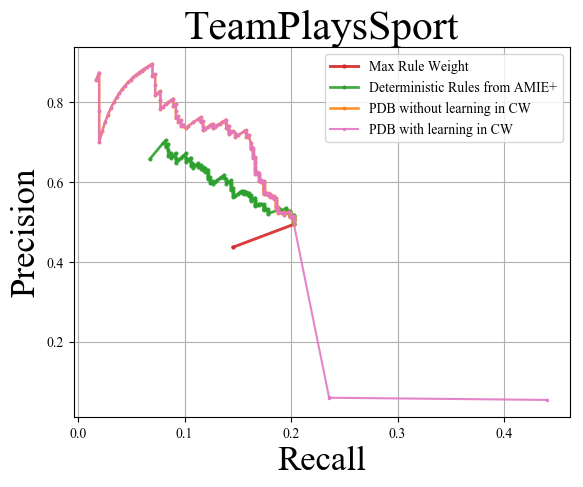 TeamPlaysSport
Max Rule Weight
Deterministic Rules from AMIE+
PDB without learning in CW
PDB with learning in CW
Precision
0.8
0.6
0.4
0.2
0.0 0.1 0.2 0.3 0.4
Recall